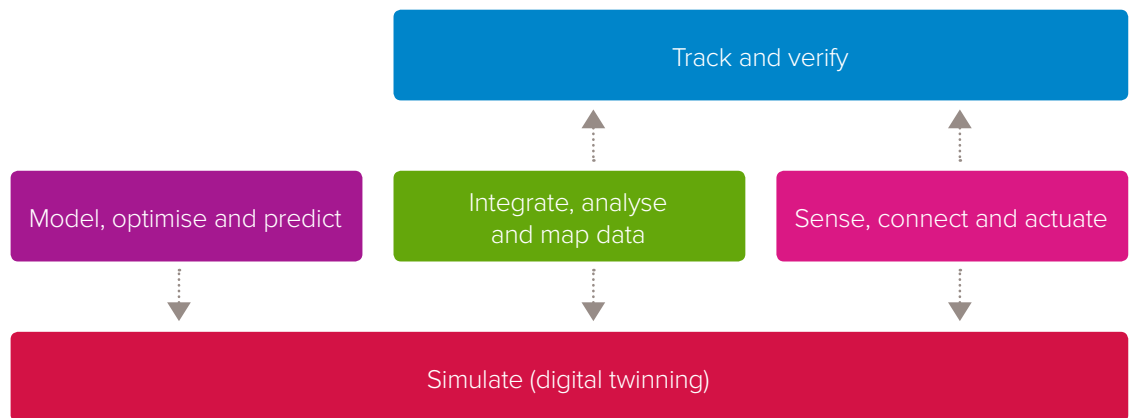 Track and verify
Model, optimise and predict
Integrate, analyse
and map data
Sense, connect and actuate
Simulate (digital twinning)